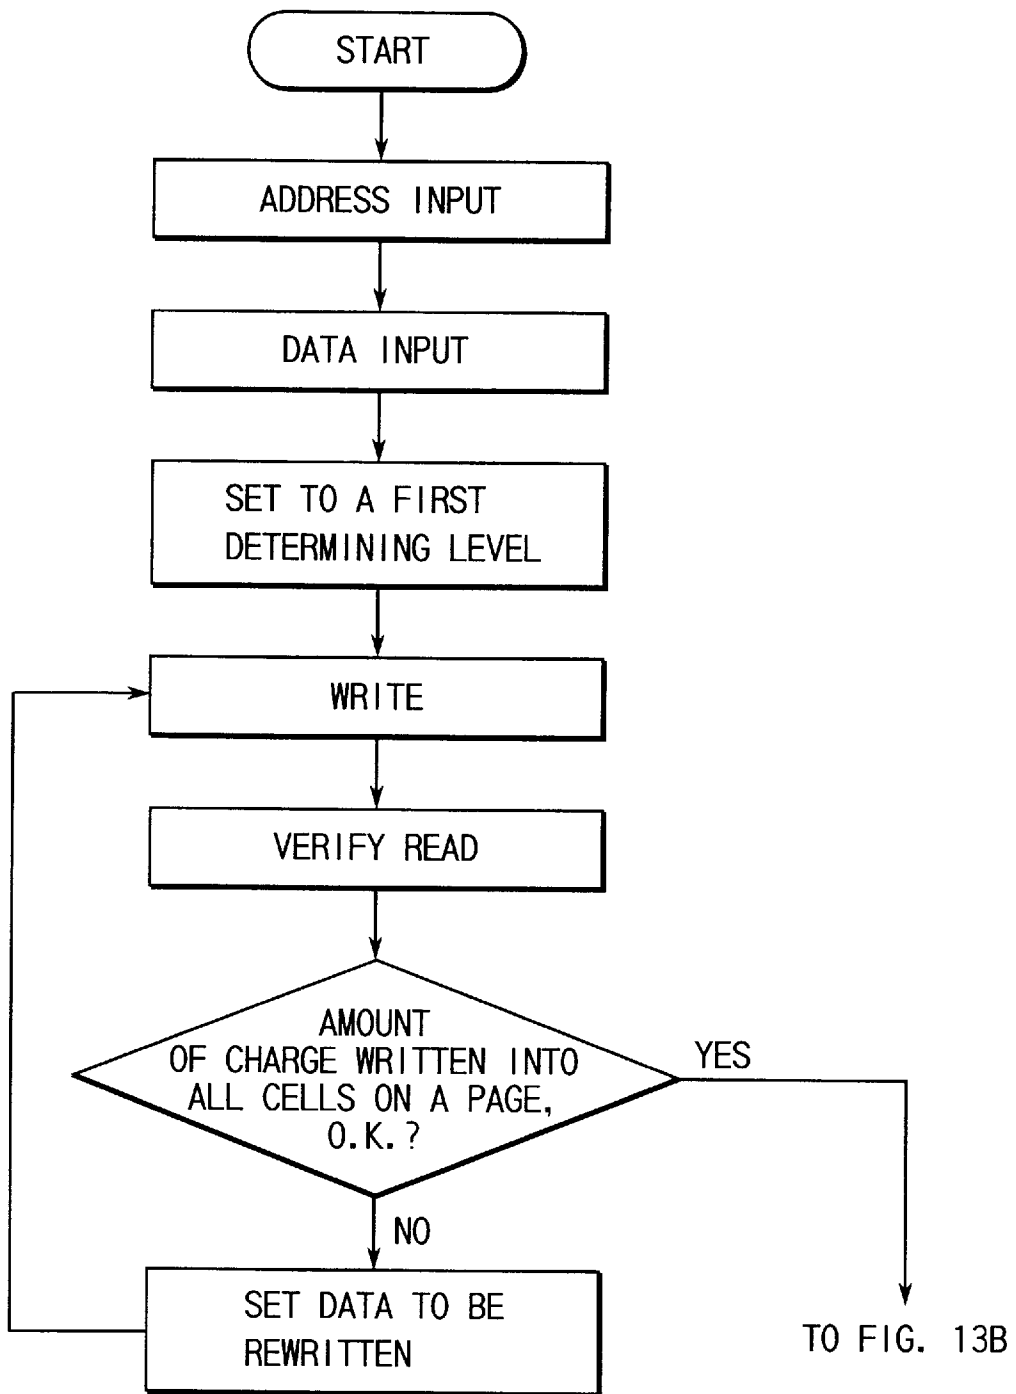 START
ADDRESS INPUT
DATA INPUT
SET TO A FIRST
DETERMINING LEVEL
WRITE
VERIFY READ
AMOUNT
OF CHARGE WRITTEN INTO
ALL CELLS ON A PAGE,
O.K.?
YES
NO
SET DATA TO BE
REWRITTEN
TO FIG. 13B